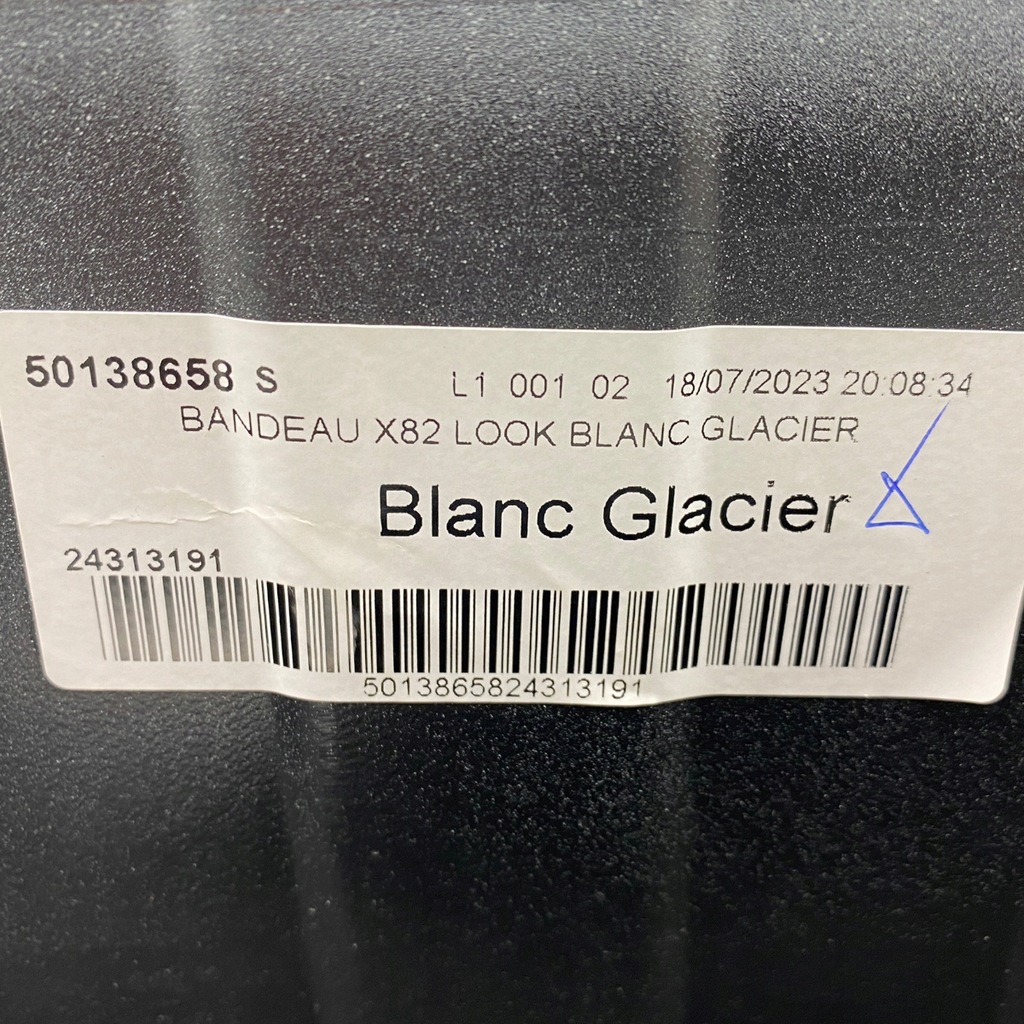 50138658 S L1 001 02 18/07/2023 20:08:34
BANDEAU X82 LOOK BLANC GLACIER
Blanc Glacier
24313191
5013865824313191